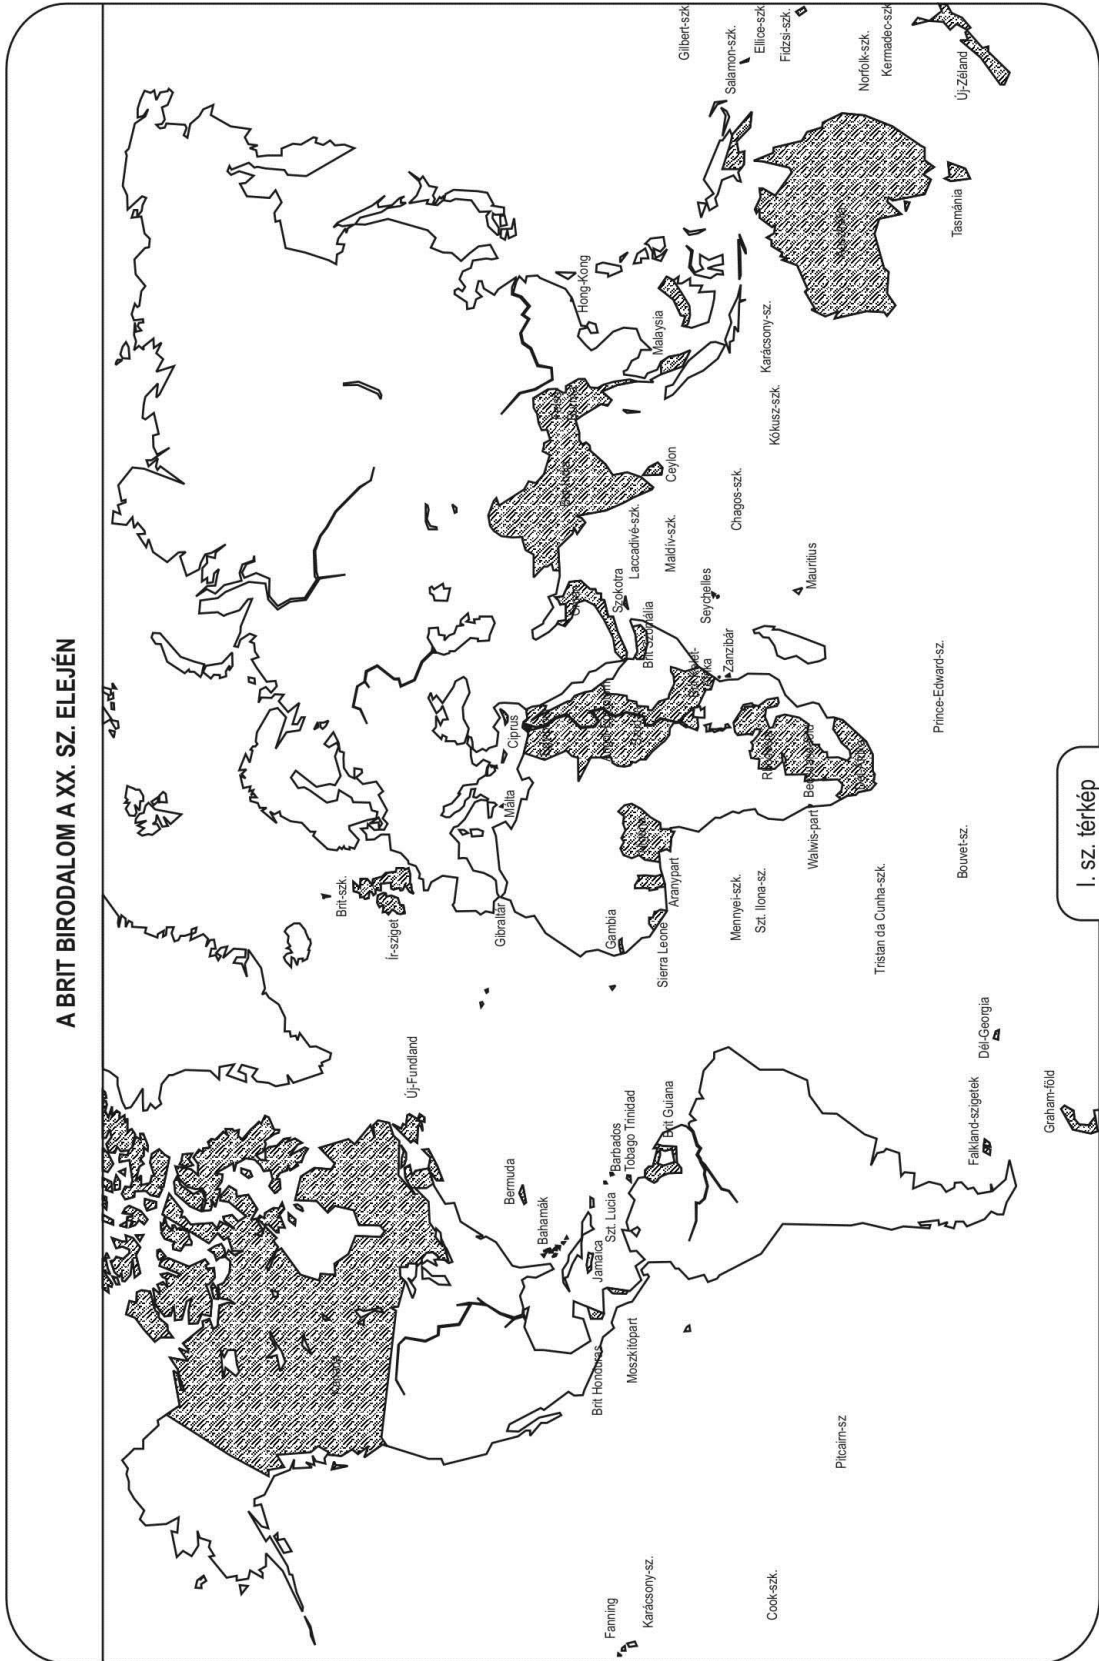 A BRIT BIRODALOM A XX. SZ. ELEJÉN
Brit-szk.
Ír-sziget
Új-Fundland
Kanada
Bermuda
Bahamák
Jamaica
Szt. Lucia
Barbados
Tobago Trinidad
Brit Guiana
Brit Honduras
Moszkítópart
Fanning
Karácsony-sz.
Cook-szk.
Pitcairn-sz
Gibraltár
Málta
Ciprus
Gambia
Sierra Leone
Aranypart
Mennyei-szk.
Szt. Ilona-sz.
Walwis-part
Tristan da Cunha-szk.
Bouvet-sz.
Prince-Edward-sz.
Dél-Georgia
Falkland-szigetek
Graham-föld
Brit Szomália
Szokotra
Zanzibár
Seychelles
Mauritius
Laccadivé-szk.
Maldív-szk.
Chagos-szk.
Ceylon
Kókusz-szk.
Karácsony-sz.
Malaysia
Hong-Kong
Tasmánia
Új-Zéland
Gilbert-szk.
Salamon-szk.
Ellice-szk.
Fidzsi-szk.
Norfolk-szk.
Kermadec-szk
I. sz. térkép